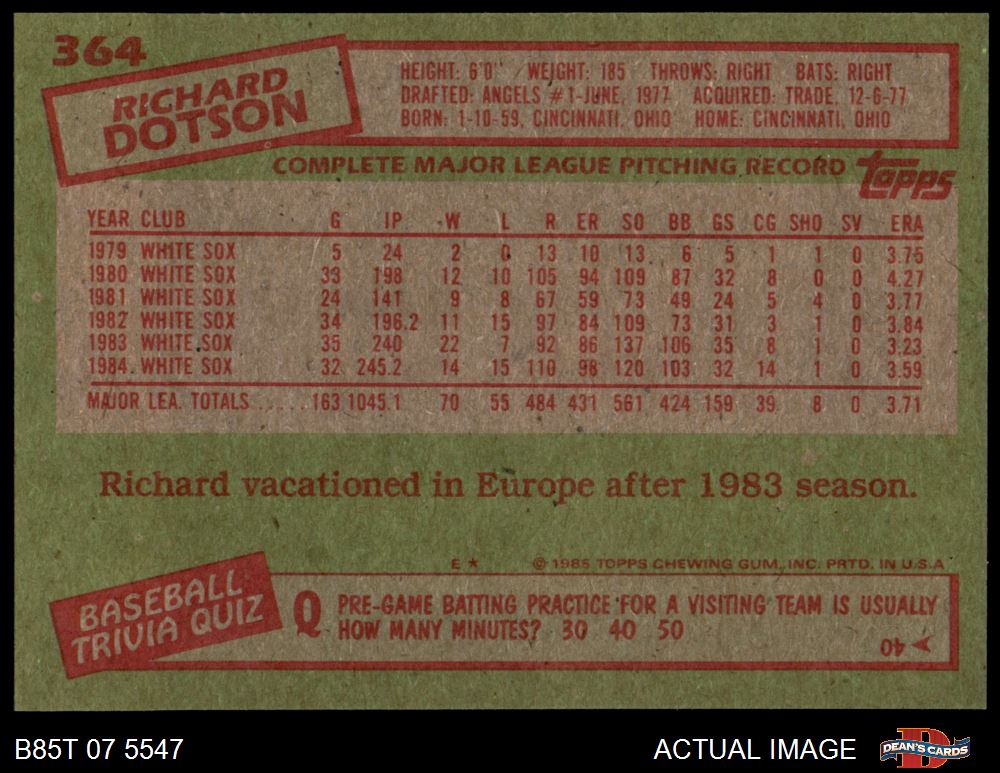 364
RICHARD
DOTSON
HEIGHT: 6'0" WEIGHT: 185 THROWS: RIGHT BATS: RIGHT
DRAFTED: ANGELS #1-JUNE, 1977 ACQUIRED: TRADE, 12-6-77
BORN: 1-10-59, CINCINNATI, OHIO HOME: CINCINNATI, OHIO
COMPLETE MAJOR LEAGUE PITCHING RECORD
TOPPS
YEAR CLUB G IP W L R ER SO BB GS CG SHO SV ERA
1979 WHITE SOX 5 24 2 0 13 10 13 6 5 1 1 0 3.75
1980 WHITE SOX 33 198 12 10 105 94 109 87 32 8 0 0 4.27
1981 WHITE SOX 24 141 9 8 67 59 73 49 24 5 4 0 3.77
1982 WHITE SOX 34 196.2 11 15 97 84 109 73 31 3 1 0 3.84
1983 WHITE SOX 35 240 22 7 92 86 137 106 35 8 1 0 3.23
1984 WHITE SOX 32 245.2 14 15 110 98 120 103 32 14 1 0 3.59
MAJOR LEA. TOTALS ..... 163 1045.1 70 55 484 431 561 424 159 39 8 0 3.71
Richard vacationed in Europe after 1983 season.
E ★ © 1985 TOPPS CHEWING GUM, INC. PRTD. IN U.S.A
BASEBALL
TRIVIA QUIZ
Q PRE-GAME BATTING PRACTICE FOR A VISITING TEAM IS USUALLY
HOW MANY MINUTES? 30 40 50
40
B85T 07 5547
ACTUAL IMAGE
D
DEAN'S CARDS